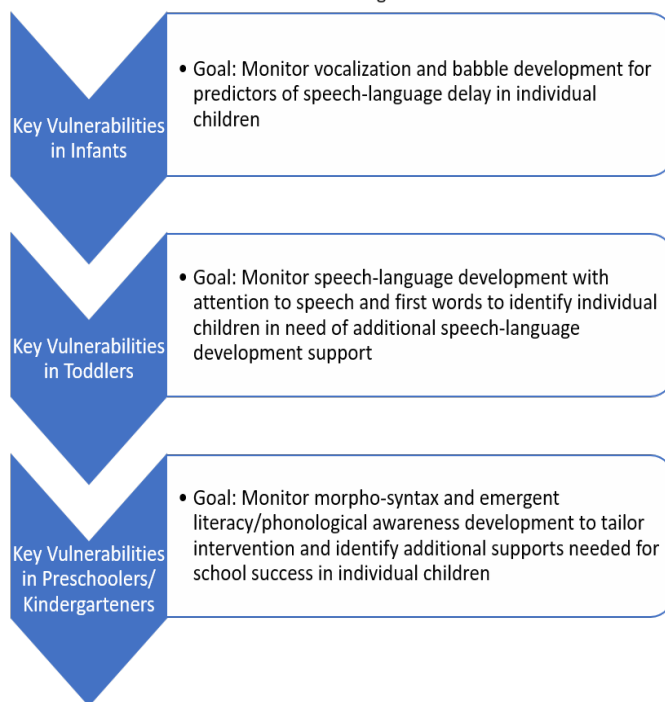 Key Vulnerabilities
in Infants
• Goal: Monitor vocalization and babble development for
predictors of speech-language delay in individual
children
Key Vulnerabilities
in Toddlers
• Goal: Monitor speech-language development with
attention to speech and first words to identify individual
children in need of additional speech-language
development support
Key Vulnerabilities
in Preschoolers/
Kindergarteners
• Goal: Monitor morpho-syntax and emergent
literacy/phonological awareness development to tailor
intervention and identify additional supports needed for
school success in individual children